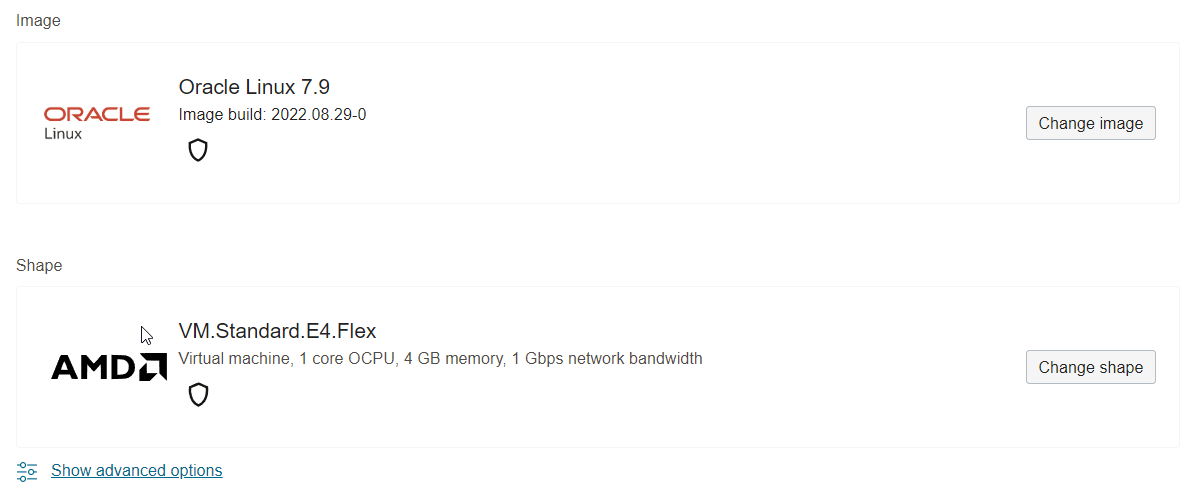 Image
Oracle Linux 7.9
ORACLE
Linux
Image build: 2022.08.29-0
Change image
Shape
VM.Standard.E4.Flex
AMD
Virtual machine, 1 core OCPU, 4 GB memory, 1 Gbps network bandwidth
Change shape
Show advanced options